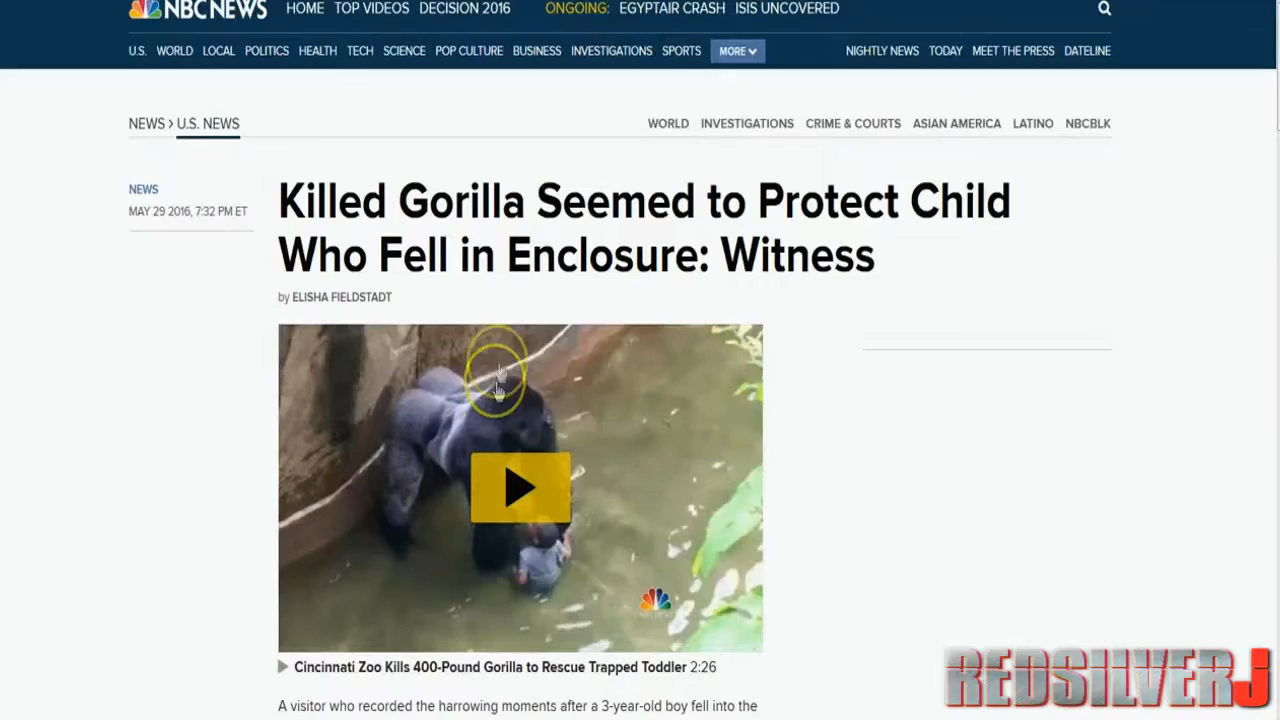 NBC NEWS HOME TOP VIDEOS DECISION 2016 ONGOING: EGYPTAIR CRASH ISIS UNCOVERED
U.S. WORLD LOCAL POLITICS HEALTH TECH SCIENCE POP CULTURE BUSINESS INVESTIGATIONS SPORTS MORE NIGHTLY NEWS TODAY MEET THE PRESS DATELINE
NEWS › U.S. NEWS WORLD INVESTIGATIONS CRIME & COURTS ASIAN AMERICA LATINO NBCBLK
NEWS
MAY 29 2016, 7:32 PM ET
Killed Gorilla Seemed to Protect Child
Who Fell in Enclosure: Witness
by ELISHA FIELDSTADT
Cincinnati Zoo Kills 400-Pound Gorilla to Rescue Trapped Toddler 2:26
A visitor who recorded the harrowing moments after a 3-year-old boy fell into the
REDSILVERJ